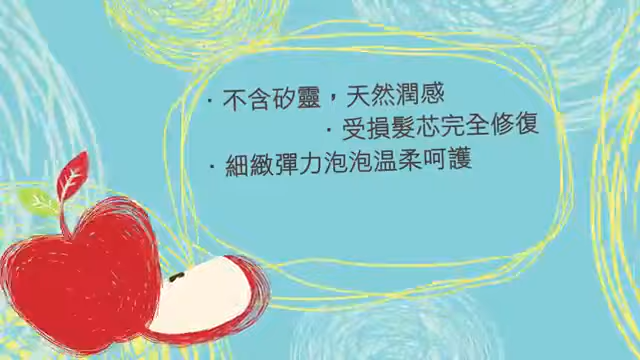 ·不含矽靈，天然潤感
·受損髮芯完全修復
·細緻彈力泡泡温柔呵護